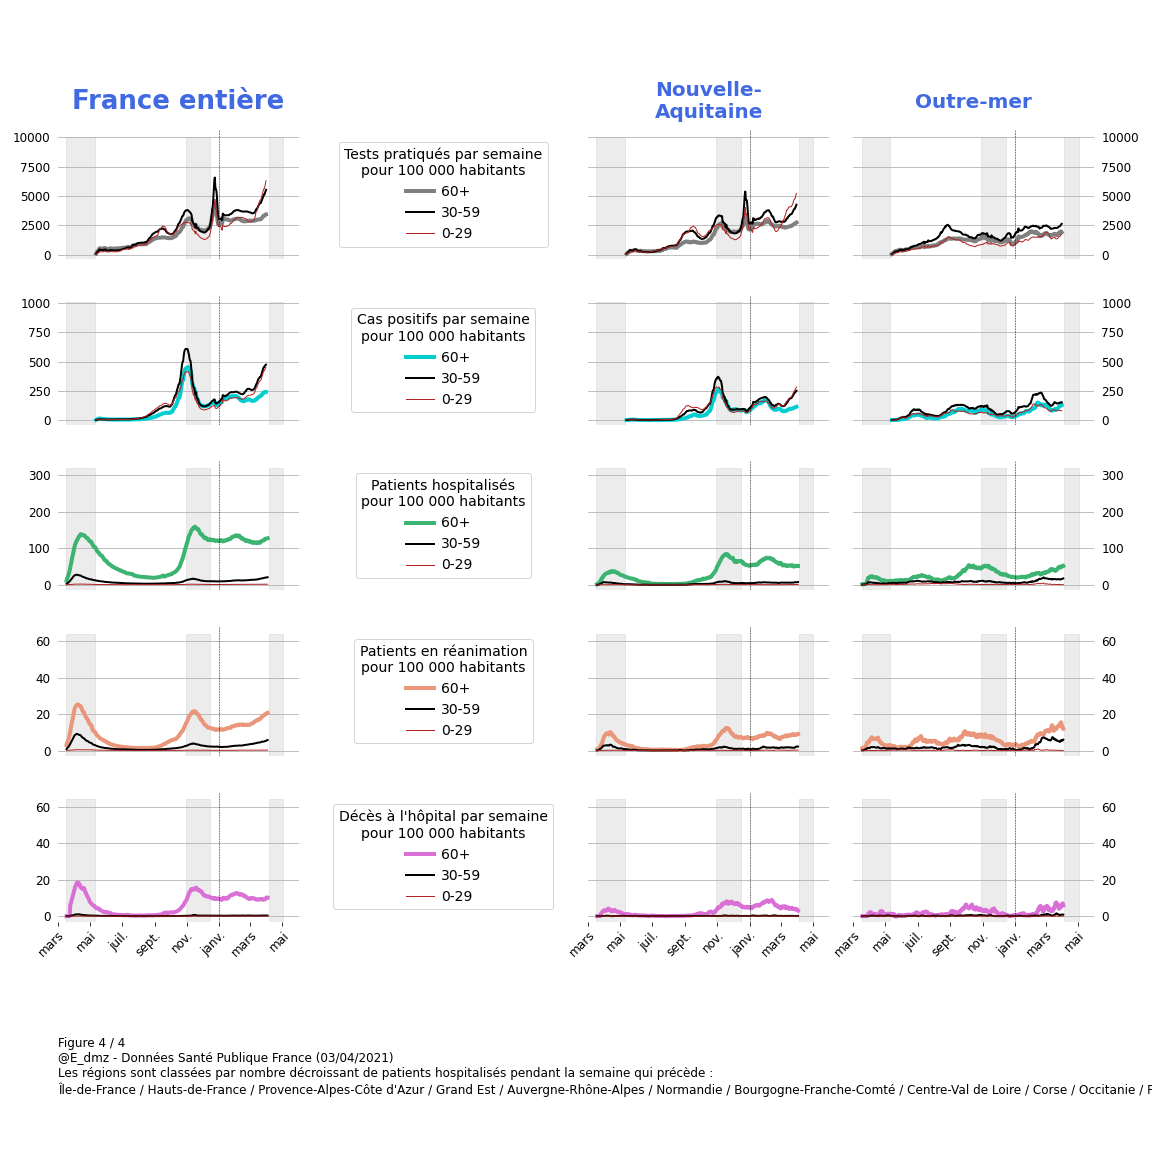 France entière
Nouvelle-
Aquitaine
Outre-mer
10000
7500
5000
2500
0
Tests pratiqués par semaine
pour 100 000 habitants
60+
30-59
0-29
10000
7500
5000
2500
0
1000
750
500
250
0
Cas positifs par semaine
pour 100 000 habitants
60+
30-59
0-29
1000
750
500
250
0
300
200
100
0
Patients hospitalisés
pour 100 000 habitants
60+
30-59
0-29
300
200
100
0
60
40
20
0
Patients en réanimation
pour 100 000 habitants
60+
30-59
0-29
60
40
20
0
60
40
20
0
Décès à l'hôpital par semaine
pour 100 000 habitants
60+
30-59
0-29
60
40
20
0
mars mai juil. sept. nov. janv. mars mai
mars mai juil. sept. nov. janv. mars mai
mars mai juil. sept. nov. janv. mars mai
Figure 4 / 4
@E_dmz - Données Santé Publique France (03/04/2021)
Les régions sont classées par nombre décroissant de patients hospitalisés pendant la semaine qui précède :
Île-de-France / Hauts-de-France / Provence-Alpes-Côte d'Azur / Grand Est / Auvergne-Rhône-Alpes / Normandie / Bourgogne-Franche-Comté / Centre-Val de Loire / Corse / Occitanie /